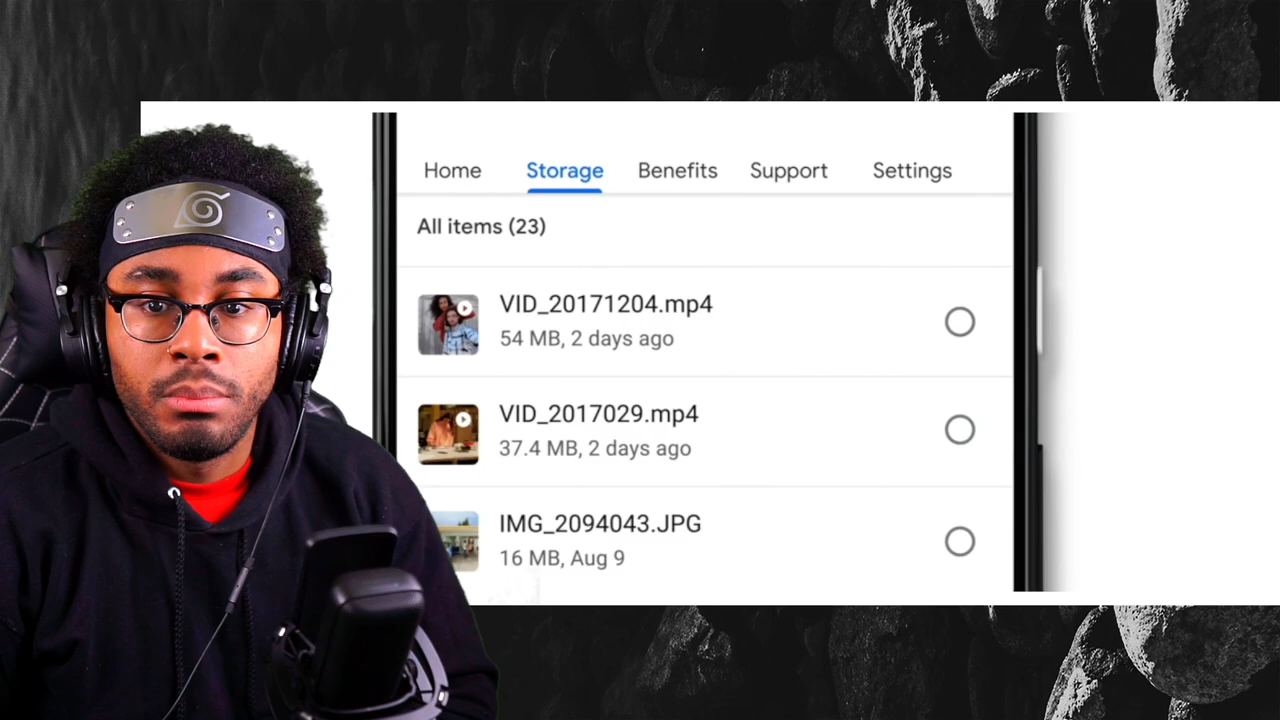 Home Storage Benefits Support Settings
All items (23)
VID_20171204.mp4
54 MB, 2 days ago
VID_2017029.mp4
37.4 MB, 2 days ago
IMG_2094043.JPG
16 MB, Aug 9